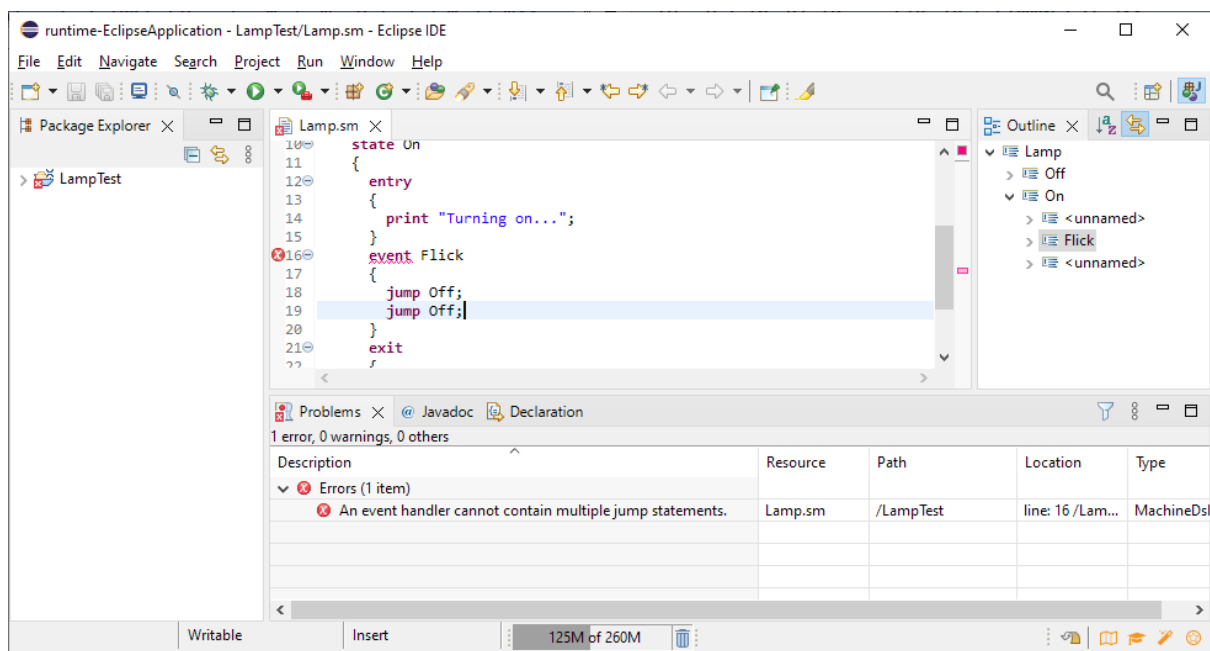 runtime-EclipseApplication - LampTest/Lamp.sm - Eclipse IDE
File Edit Navigate Search Project Run Window Help
Package Explorer
LampTest
Lamp.sm
10 state On
11 {
12 entry
13 {
14 print "Turning on...";
15 }
16 event Flick
17 {
18 jump Off;
19 jump Off;
20 }
21 exit
22 {
Outline
Lamp
Off
On
<unnamed>
Flick
<unnamed>
Problems @ Javadoc Declaration
1 error, 0 warnings, 0 others
Description Resource Path Location Type
Errors (1 item)
An event handler cannot contain multiple jump statements. Lamp.sm /LampTest line: 16 /Lam... MachineDsl
Writable Insert 125M of 260M